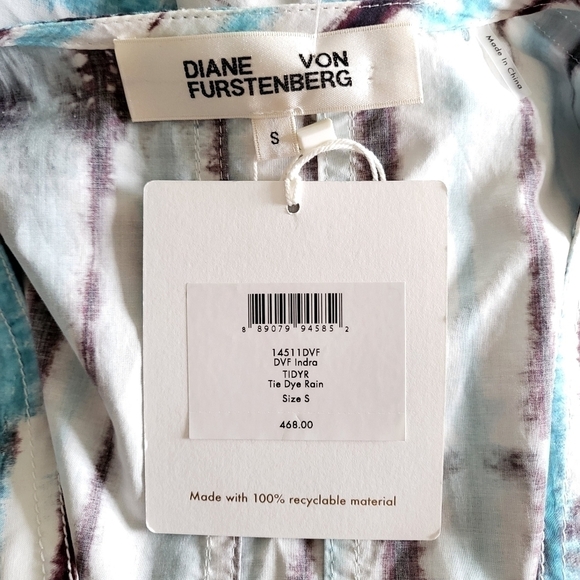 DIANE VON
FURSTENBERG
Made In China
S
8 89079 94585 2
14511DVF
DVF Indra
TIDYR
Tie Dye Rain
Size S
468.00
Made with 100% recyclable material